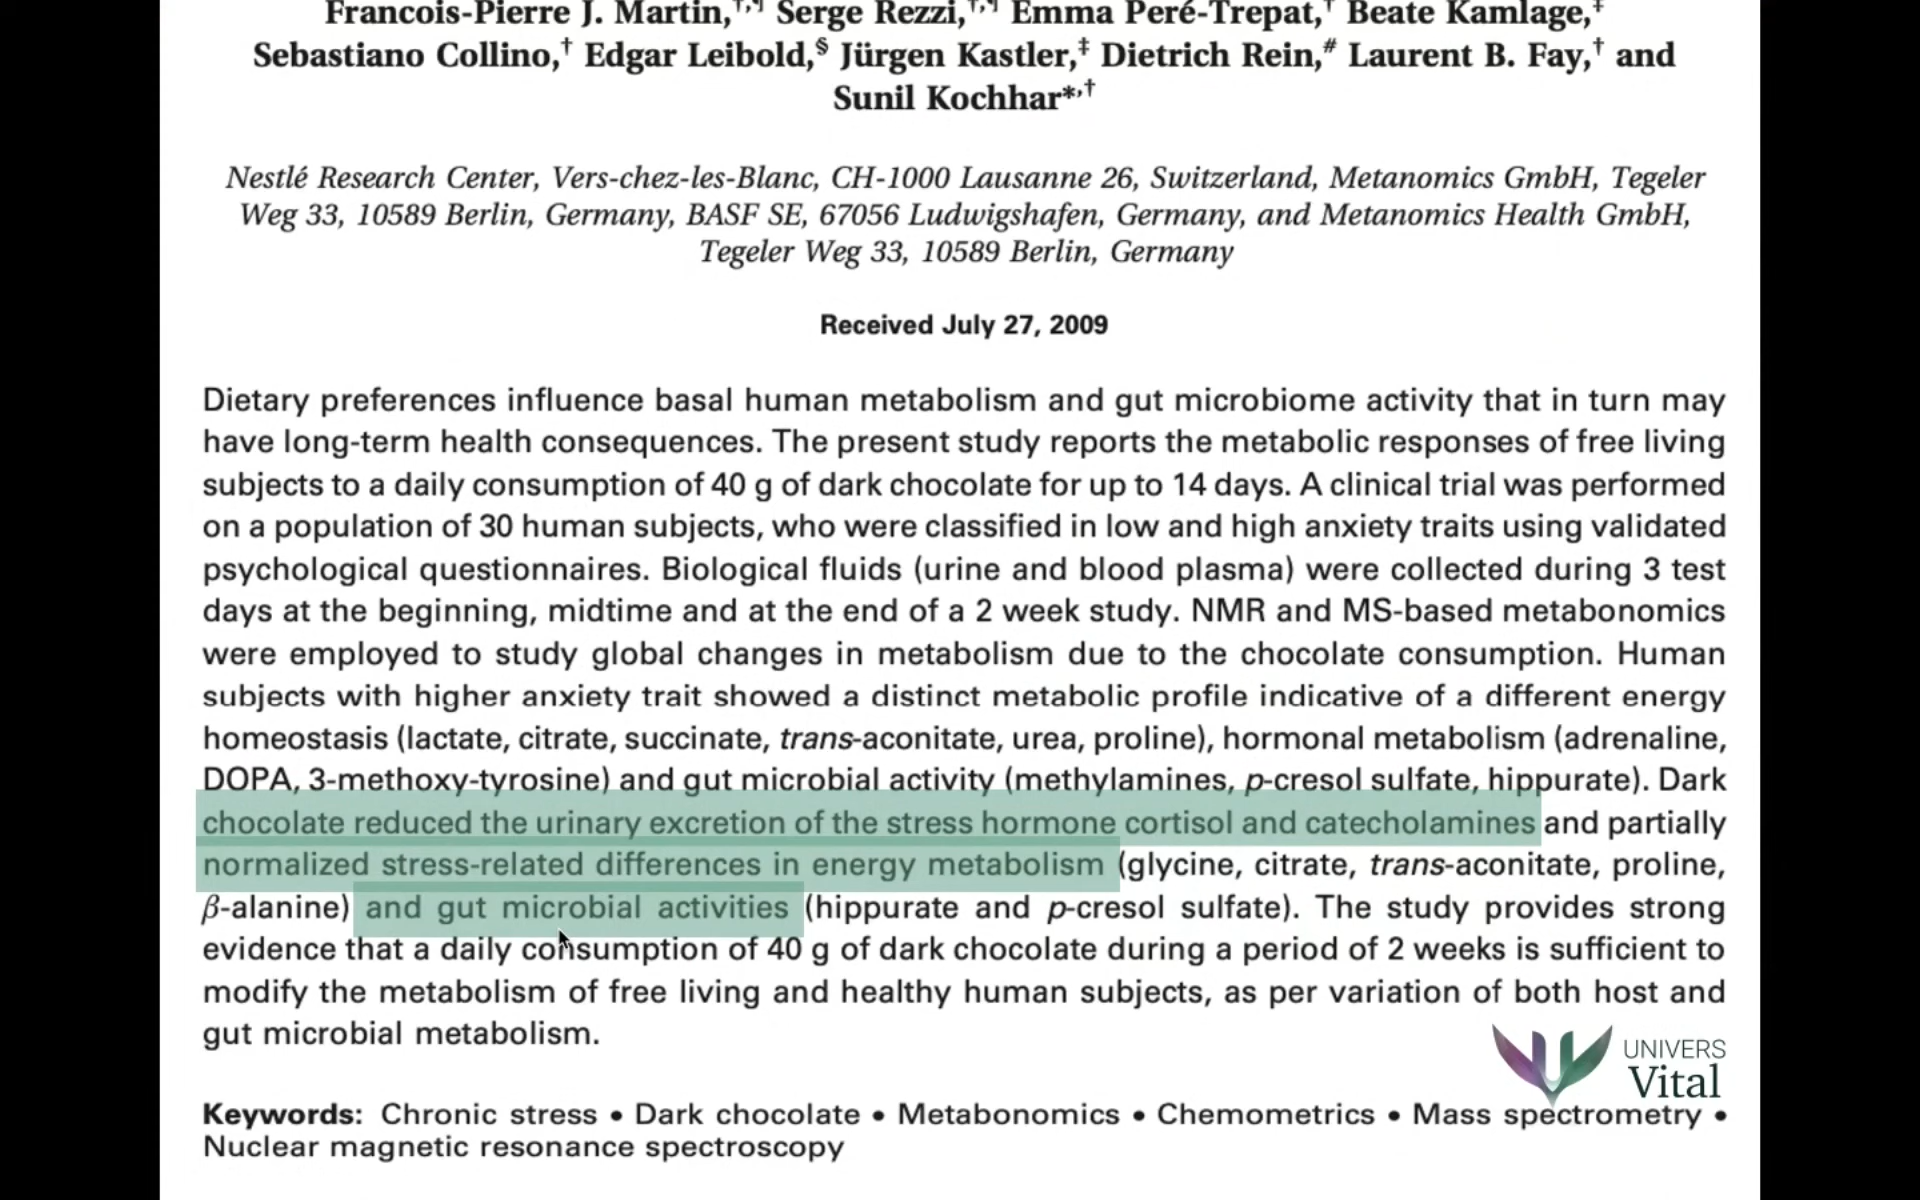 Francois-Pierre J. Martin,†,¶ Serge Rezzi,†,¶ Emma Peré-Trepat,† Beate Kamlage,‡
Sebastiano Collino,† Edgar Leibold,§ Jürgen Kastler,‡ Dietrich Rein,# Laurent B. Fay,† and
Sunil Kochhar*,†
Nestlé Research Center, Vers-chez-les-Blanc, CH-1000 Lausanne 26, Switzerland, Metanomics GmbH, Tegeler
Weg 33, 10589 Berlin, Germany, BASF SE, 67056 Ludwigshafen, Germany, and Metanomics Health GmbH,
Tegeler Weg 33, 10589 Berlin, Germany
Received July 27, 2009
Dietary preferences influence basal human metabolism and gut microbiome activity that in turn may
have long-term health consequences. The present study reports the metabolic responses of free living
subjects to a daily consumption of 40 g of dark chocolate for up to 14 days. A clinical trial was performed
on a population of 30 human subjects, who were classified in low and high anxiety traits using validated
psychological questionnaires. Biological fluids (urine and blood plasma) were collected during 3 test
days at the beginning, midtime and at the end of a 2 week study. NMR and MS-based metabonomics
were employed to study global changes in metabolism due to the chocolate consumption. Human
subjects with higher anxiety trait showed a distinct metabolic profile indicative of a different energy
homeostasis (lactate, citrate, succinate, trans-aconitate, urea, proline), hormonal metabolism (adrenaline,
DOPA, 3-methoxy-tyrosine) and gut microbial activity (methylamines, p-cresol sulfate, hippurate). Dark
chocolate reduced the urinary excretion of the stress hormone cortisol and catecholamines and partially
normalized stress-related differences in energy metabolism (glycine, citrate, trans-aconitate, proline,
β-alanine) and gut microbial activities (hippurate and p-cresol sulfate). The study provides strong
evidence that a daily consumption of 40 g of dark chocolate during a period of 2 weeks is sufficient to
modify the metabolism of free living and healthy human subjects, as per variation of both host and
gut microbial metabolism.
UNIVERS
Vital
Keywords: Chronic stress • Dark chocolate • Metabonomics • Chemometrics • Mass spectrometry •
Nuclear magnetic resonance spectroscopy